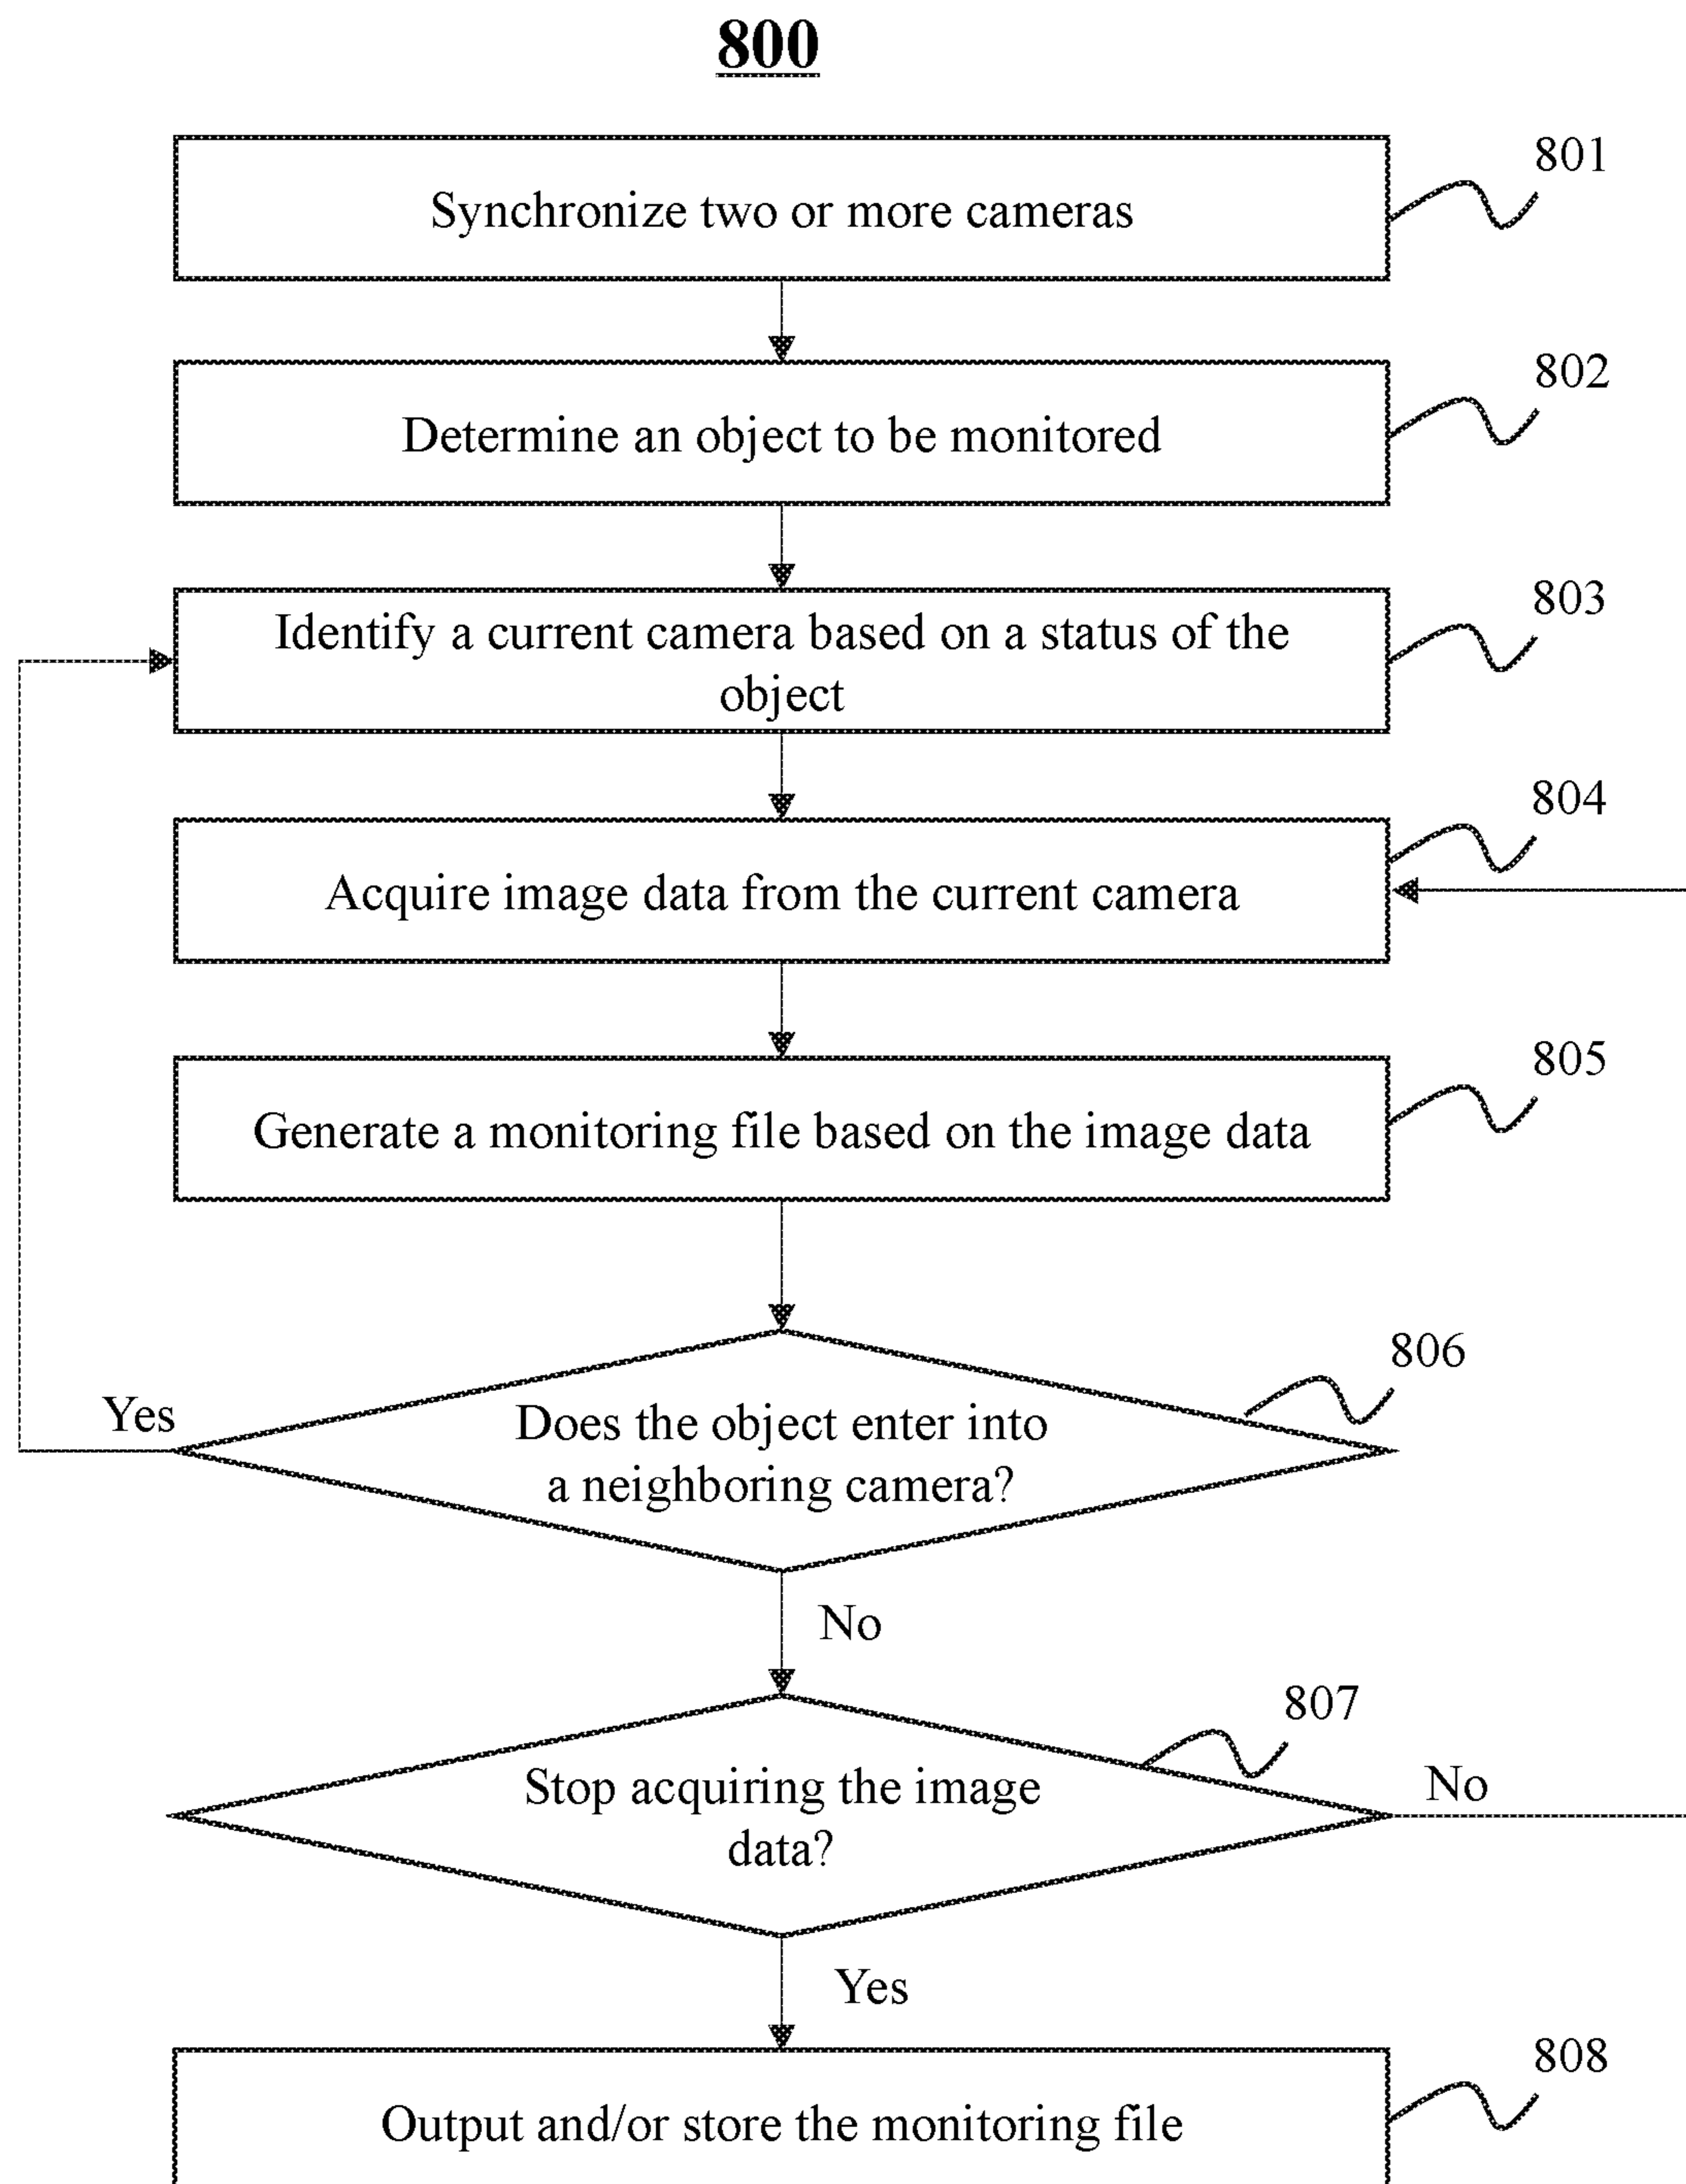 800
801
Synchronize two or more cameras
802
Determine an object to be monitored
803
Identify a current camera based on a status of the
object
804
Acquire image data from the current camera
805
Generate a monitoring file based on the image data
806
Yes
Does the object enter into
a neighboring camera?
No
807
Stop acquiring the image
data?
No
Yes
808
Output and/or store the monitoring file